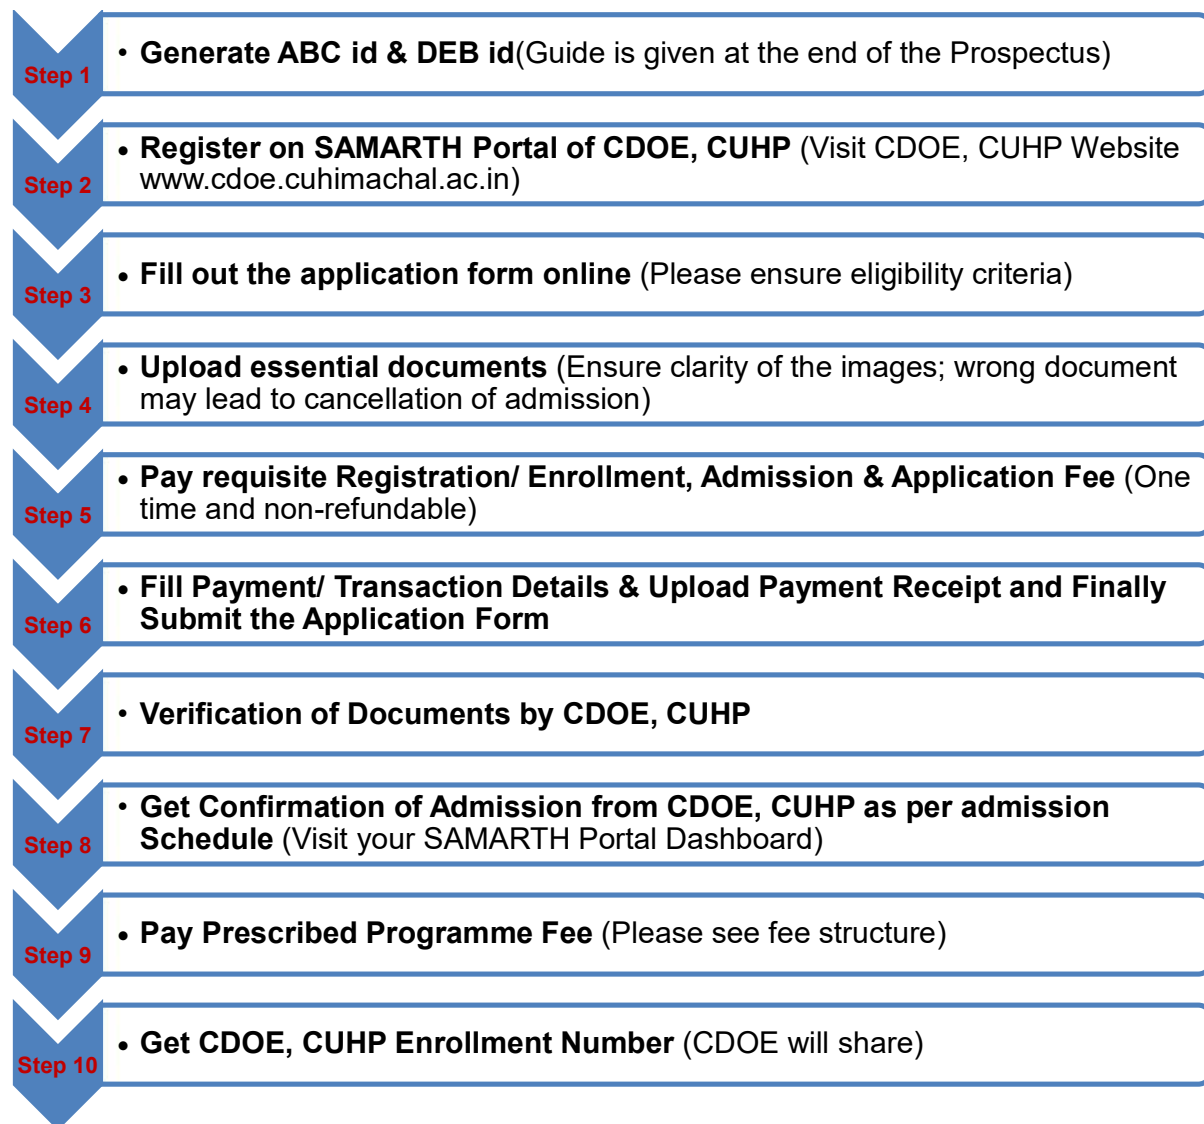 Step 1
• Generate ABC id & DEB id(Guide is given at the end of the Prospectus)
Step 2
• Register on SAMARTH Portal of CDOE, CUHP (Visit CDOE, CUHP Website
www.cdoe.cuhimachal.ac.in)
Step 3
• Fill out the application form online (Please ensure eligibility criteria)
Step 4
• Upload essential documents (Ensure clarity of the images; wrong document
may lead to cancellation of admission)
Step 5
• Pay requisite Registration/ Enrollment, Admission & Application Fee (One
time and non-refundable)
Step 6
• Fill Payment/ Transaction Details & Upload Payment Receipt and Finally
Submit the Application Form
Step 7
• Verification of Documents by CDOE, CUHP
Step 8
• Get Confirmation of Admission from CDOE, CUHP as per admission
Schedule (Visit your SAMARTH Portal Dashboard)
Step 9
• Pay Prescribed Programme Fee (Please see fee structure)
Step 10
• Get CDOE, CUHP Enrollment Number (CDOE will share)